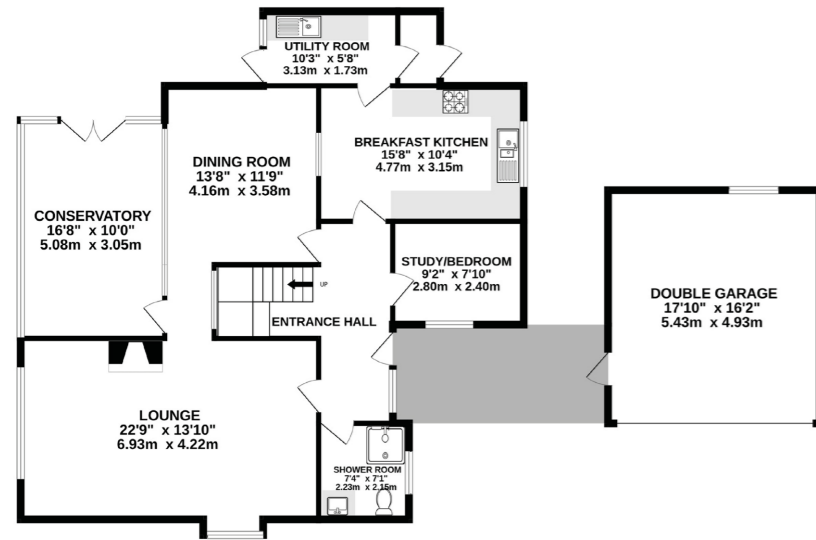 UTILITY ROOM
10'3" x 5'8"
3.13m x 1.73m
BREAKFAST KITCHEN
15'8" x 10'4"
4.77m x 3.15m
DINING ROOM
13'8" x 11'9"
4.16m x 3.58m
CONSERVATORY
16'8" x 10'0"
5.08m x 3.05m
STUDY/BEDROOM
9'2" x 7'10"
2.80m x 2.40m
UP
ENTRANCE HALL
DOUBLE GARAGE
17'10" x 16'2"
5.43m x 4.93m
LOUNGE
22'9" x 13'10"
6.93m x 4.22m
SHOWER ROOM
7'4" x 7'1"
2.23m x 2.15m